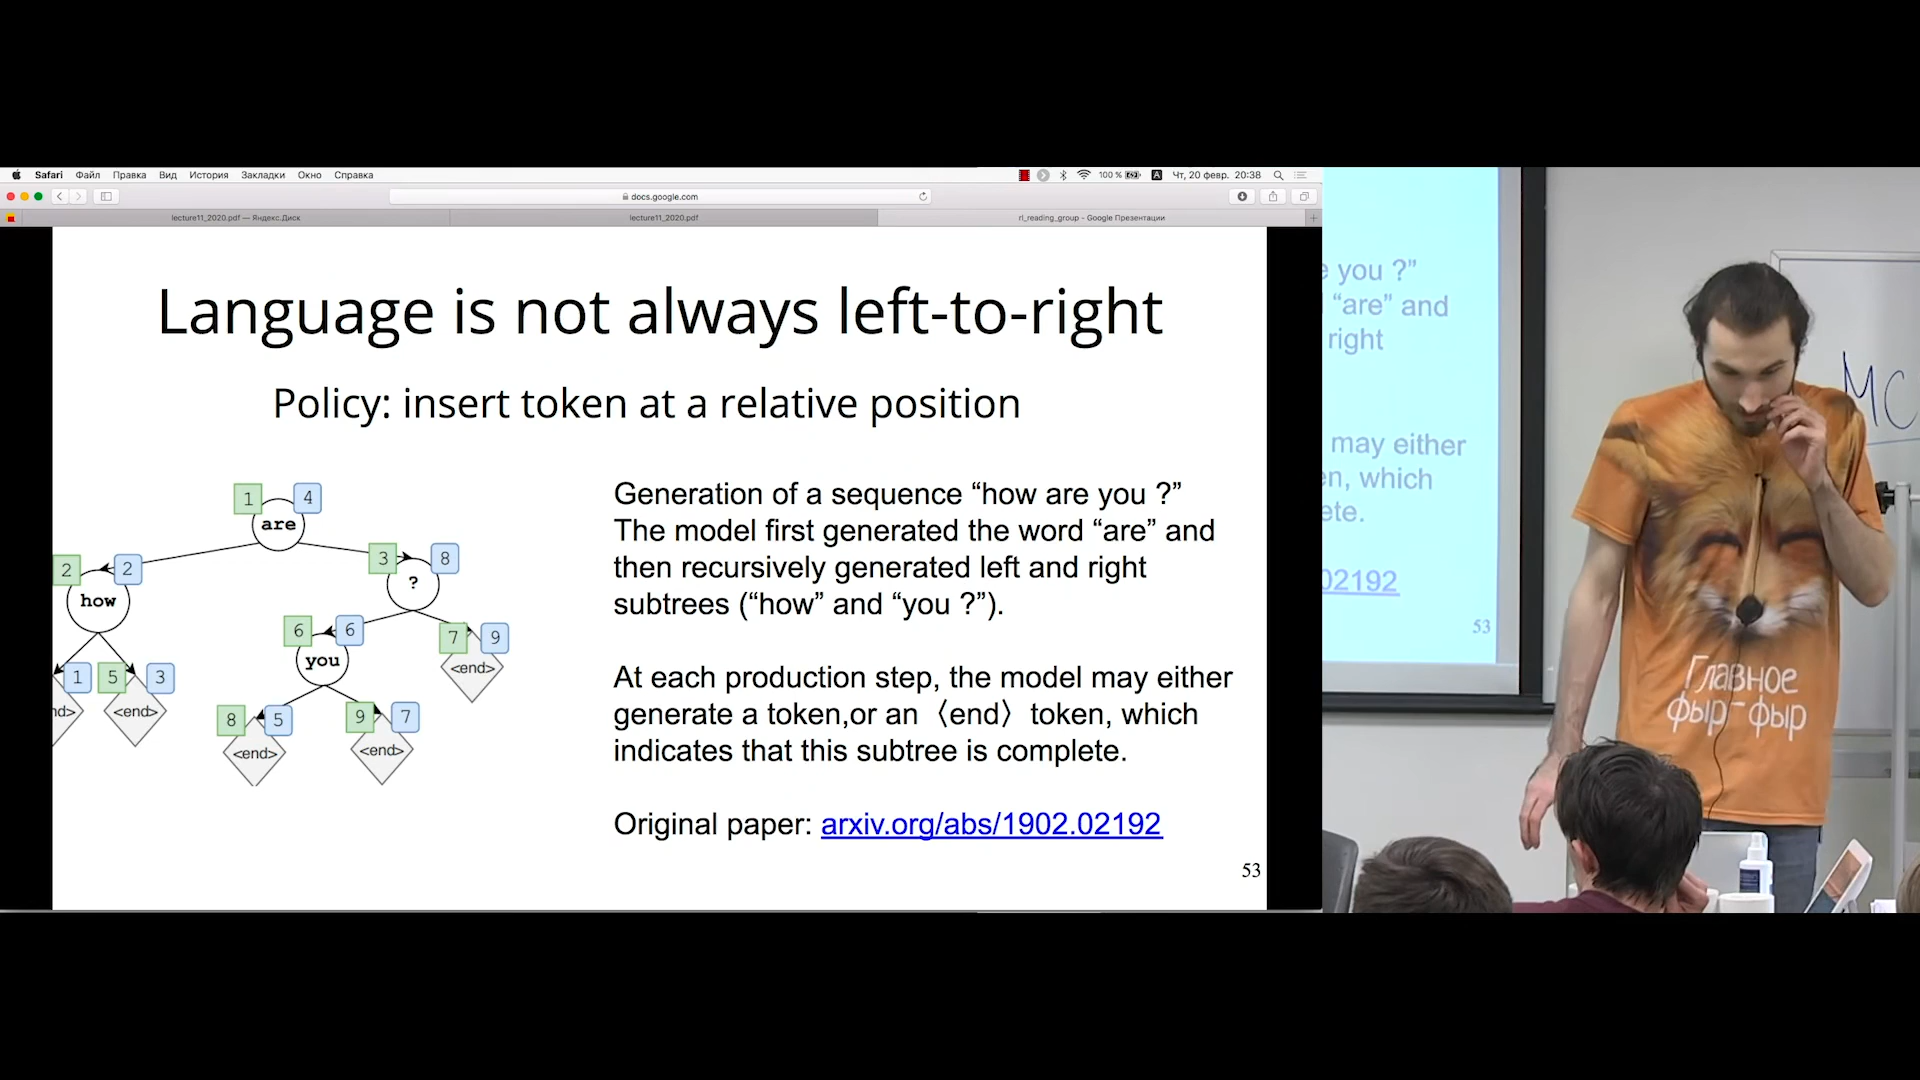 Safari Файл Правка Вид История Закладки Окно Справка
100 % A Чт, 20 февр. 20:38
docs.google.com
lecture11_2020.pdf — Яндекс.Диск
lecture11_2020.pdf
rl_reading_group - Google Презентации
Language is not always left-to-right
Policy: insert token at a relative position
1 4
are
2 2
how
3 8
?
6 6
you
7 9
<end>
1
nd>
5 3
<end>
8 5
<end>
9 7
<end>
Generation of a sequence “how are you ?”
The model first generated the word “are” and
then recursively generated left and right
subtrees (“how” and “you ?”).
At each production step, the model may either
generate a token,or an 〈end〉 token, which
indicates that this subtree is complete.
Original paper: arxiv.org/abs/1902.02192
53
e you ?”
“are” and
right
may either
en, which
ete.
02192
53
МС
Главное
фыр-фыр